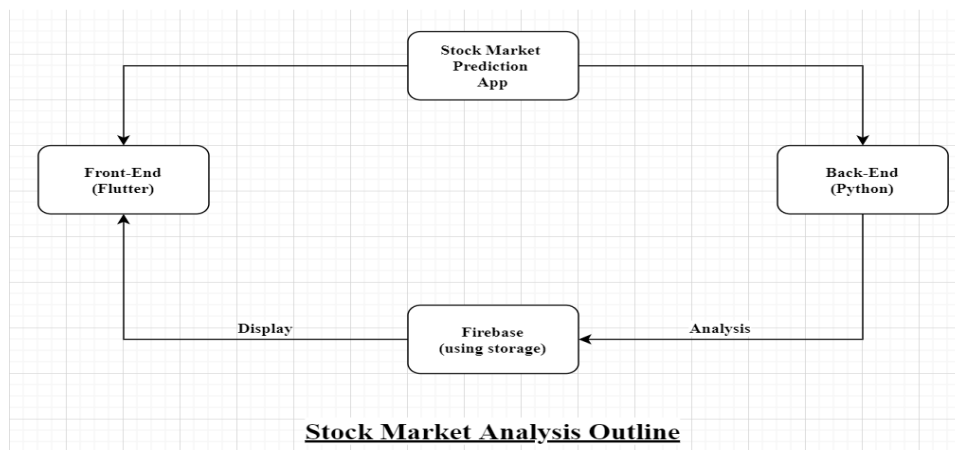 Stock Market
Prediction
App
Front-End
(Flutter)
Back-End
(Python)
Display
Firebase
(using storage)
Analysis
Stock Market Analysis Outline